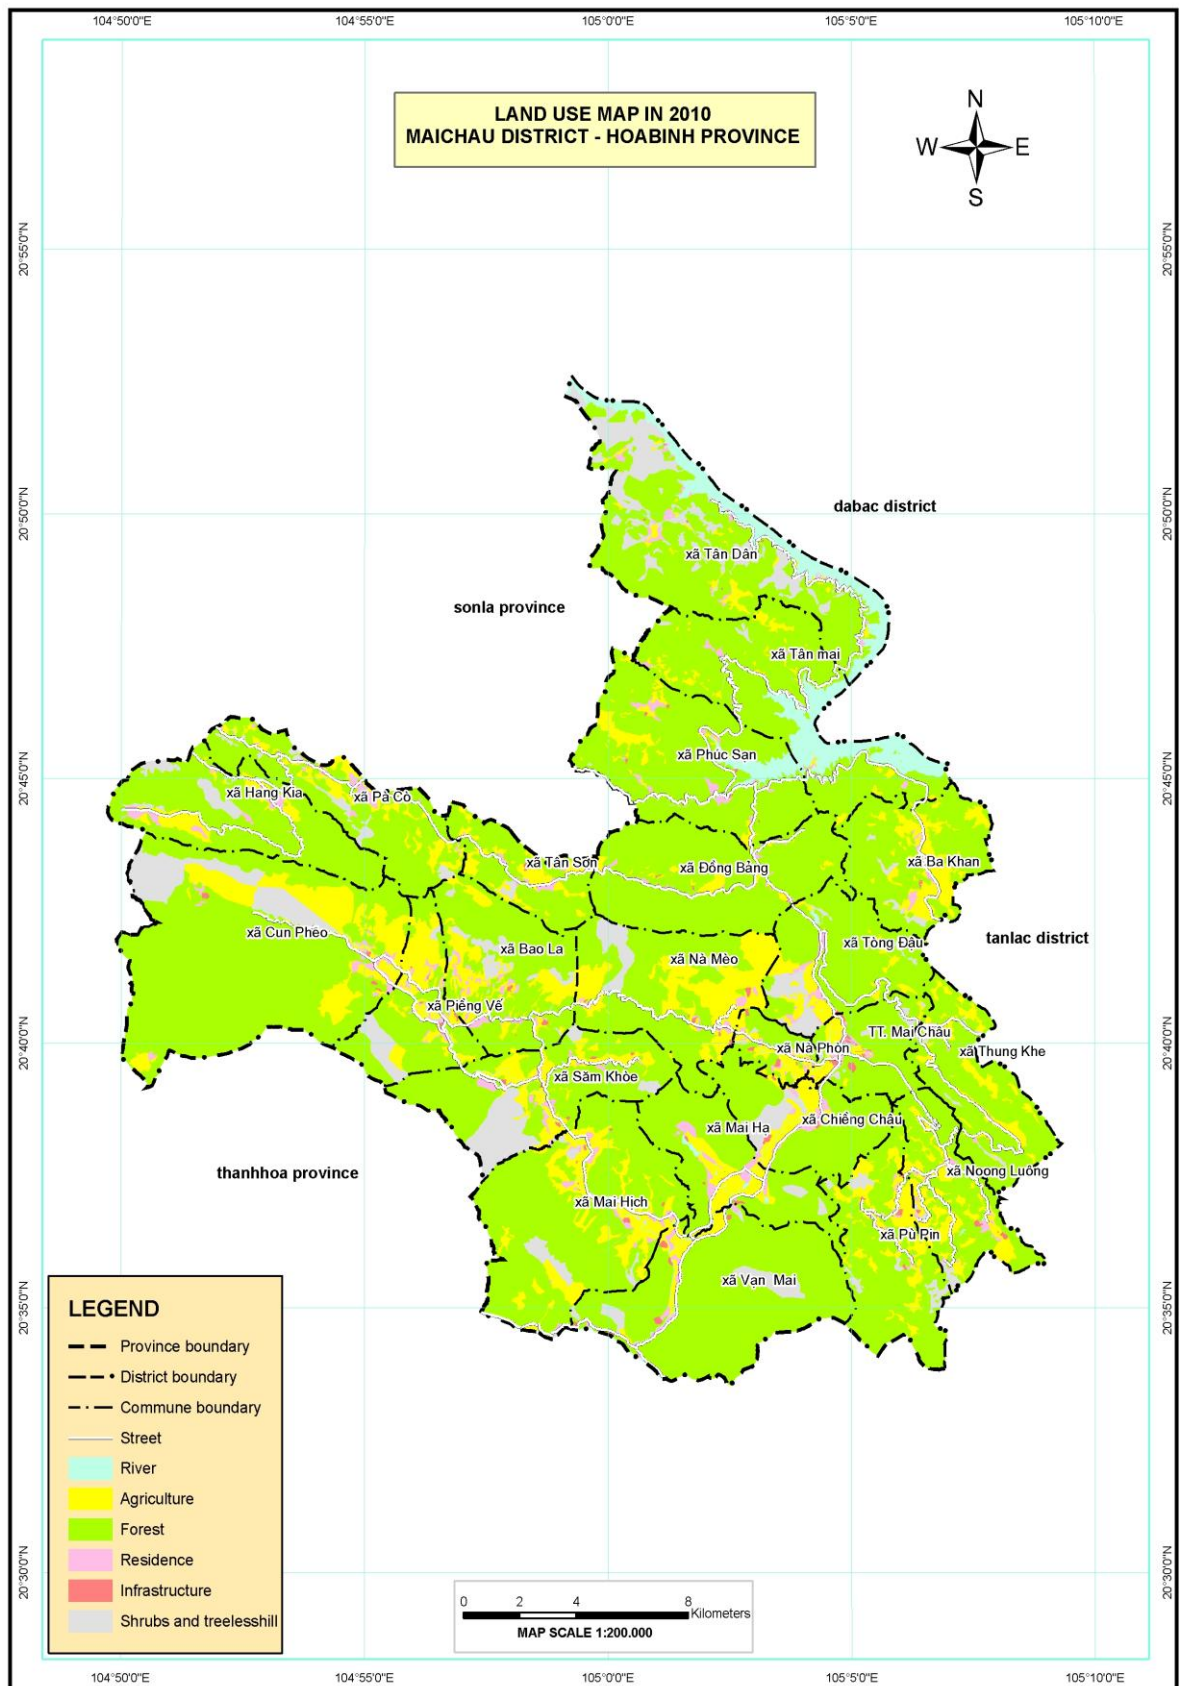 104°50'0"E 104°55'0"E 105°0'0"E 105°5'0"E 105°10'0"E
LAND USE MAP IN 2010
MAICHAU DISTRICT - HOABINH PROVINCE
N
W E
S
20°55'0"N 20°55'0"N
20°50'0"N 20°50'0"N
dabac district
xã Tân Dân
sonla province
xã Tân mai
xã Phúc Sạn
20°45'0"N 20°45'0"N
xã Hang Kia
xã Pà Cò
xã Tân Sơn
xã Đồng Bảng
xã Ba Khan
xã Cun Phèo
xã Bao La
xã Nà Mèo
xã Tòng Đậu
tanlac district
xã Piềng Vế
TT. Mai Châu
20°40'0"N 20°40'0"N
xã Nà Phòn
xã Thung Khe
xã Săm Khòe
xã Mai Hạ
xã Chiềng Châu
thanhhoa province
xã Noong Luông
xã Mai Hịch
xã Pù Pin
xã Vạn Mai
20°35'0"N 20°35'0"N
LEGEND
Province boundary
District boundary
Commune boundary
Street
River
Agriculture
Forest
Residence
Infrastructure
Shrubs and treelesshill
20°30'0"N 20°30'0"N
0 2 4 8
Kilometers
MAP SCALE 1:200.000
104°50'0"E 104°55'0"E 105°0'0"E 105°5'0"E 105°10'0"E